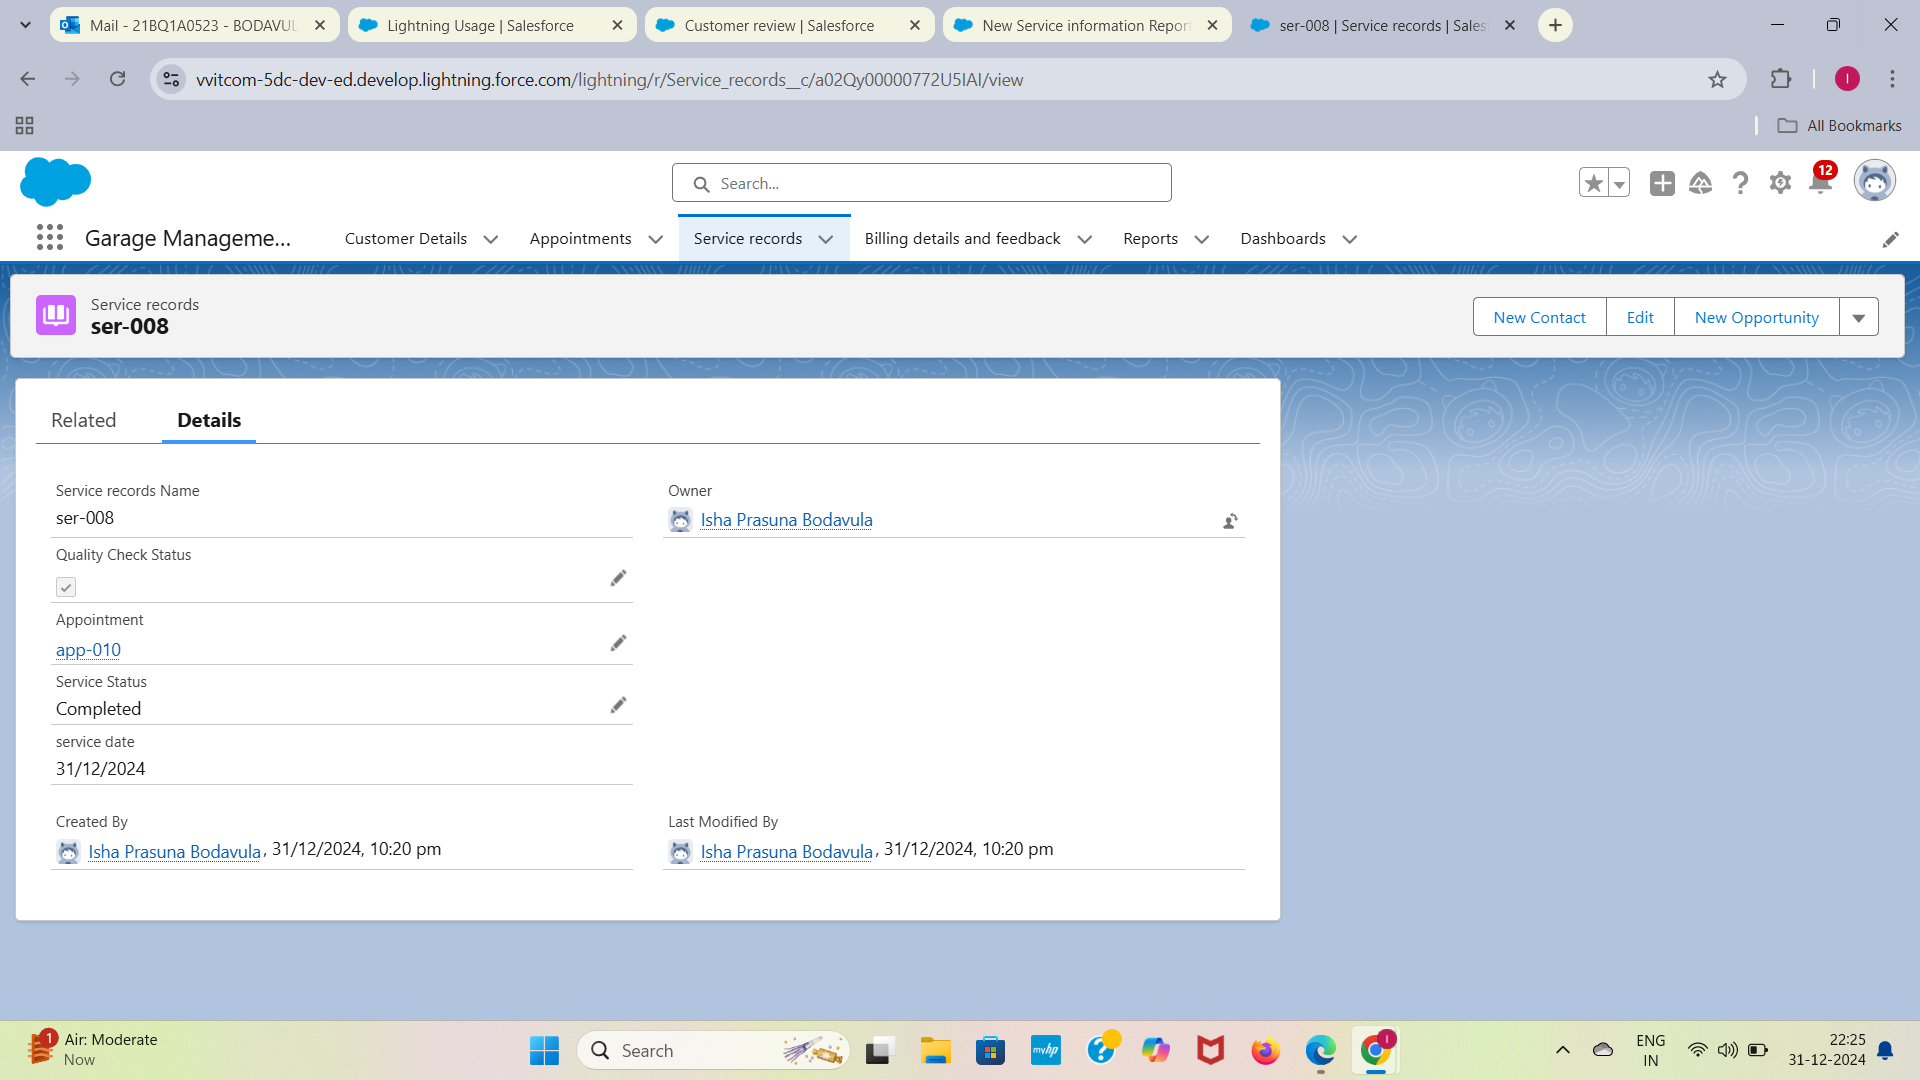 Mail - 21BQ1A0523 - BODAVUL
Lightning Usage | Salesforce
Customer review | Salesforce
New Service information Report
ser-008 | Service records | Sales
vvitcom-5dc-dev-ed.develop.lightning.force.com/lightning/r/Service_records__c/a02Qy00000772U5IAI/view
I
All Bookmarks
Search...
12
Garage Manageme...
Customer Details
Appointments
Service records
Billing details and feedback
Reports
Dashboards
Service records
ser-008
New Contact
Edit
New Opportunity
Related
Details
Service records Name
ser-008
Owner
Isha Prasuna Bodavula
Quality Check Status
Appointment
app-010
Service Status
Completed
service date
31/12/2024
Created By
Isha Prasuna Bodavula, 31/12/2024, 10:20 pm
Last Modified By
Isha Prasuna Bodavula, 31/12/2024, 10:20 pm
1
Air: Moderate
Now
Search
myhp
I
ENG
IN
22:25
31-12-2024